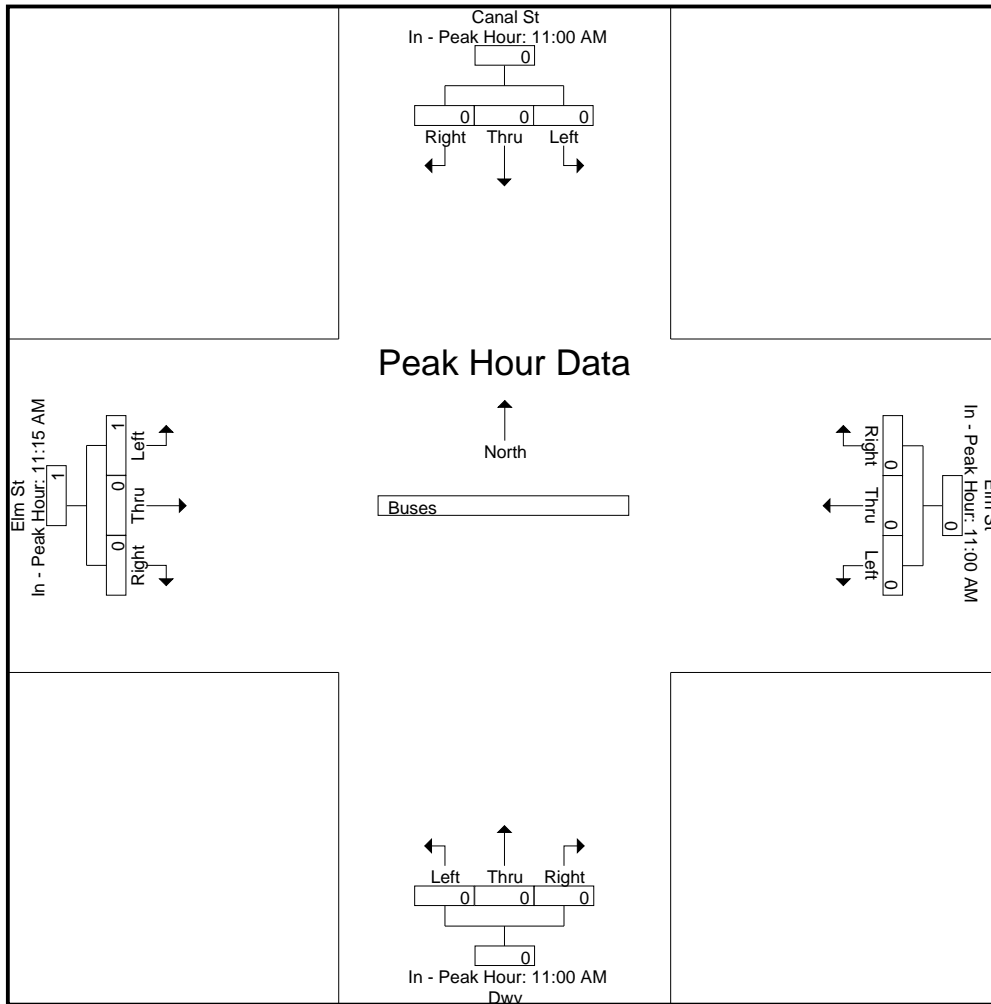 Canal St
In - Peak Hour: 11:00 AM
0
0 0 0
Right Thru Left
Peak Hour Data
North
Buses
Elm St
In - Peak Hour: 11:15 AM
1
1 0 0
Left Thru Right
Right Thru Left
0 0 0
0
In - Peak Hour: 11:00 AM
Elm St
Left Thru Right
0 0 0
0
In - Peak Hour: 11:00 AM
Dwy